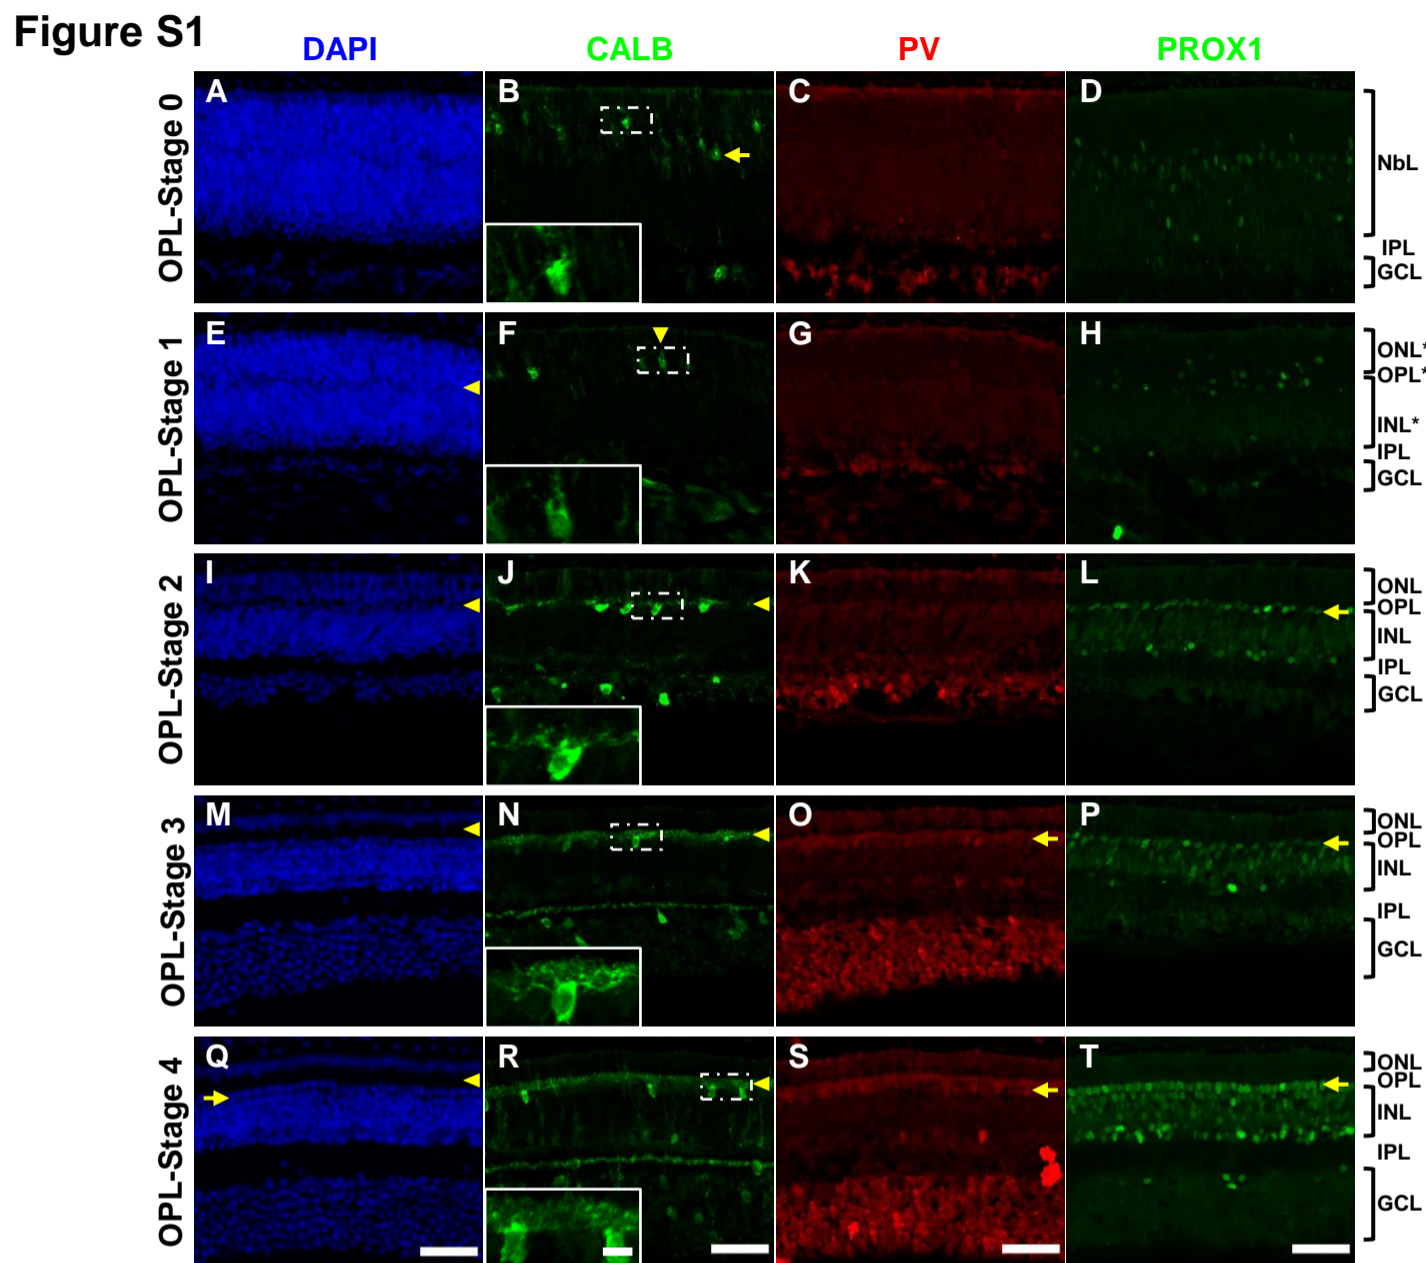 Figure S1
DAPI CALB PV PROX1
OPL-Stage 0
A B C D
NbL
IPL
GCL
OPL-Stage 1
E F G H
ONL*
OPL*
INL*
IPL
GCL
OPL-Stage 2
I J K L
ONL
OPL
INL
IPL
GCL
OPL-Stage 3
M N O P
ONL
OPL
INL
IPL
GCL
OPL-Stage 4
Q R S T
ONL
OPL
INL
IPL
GCL